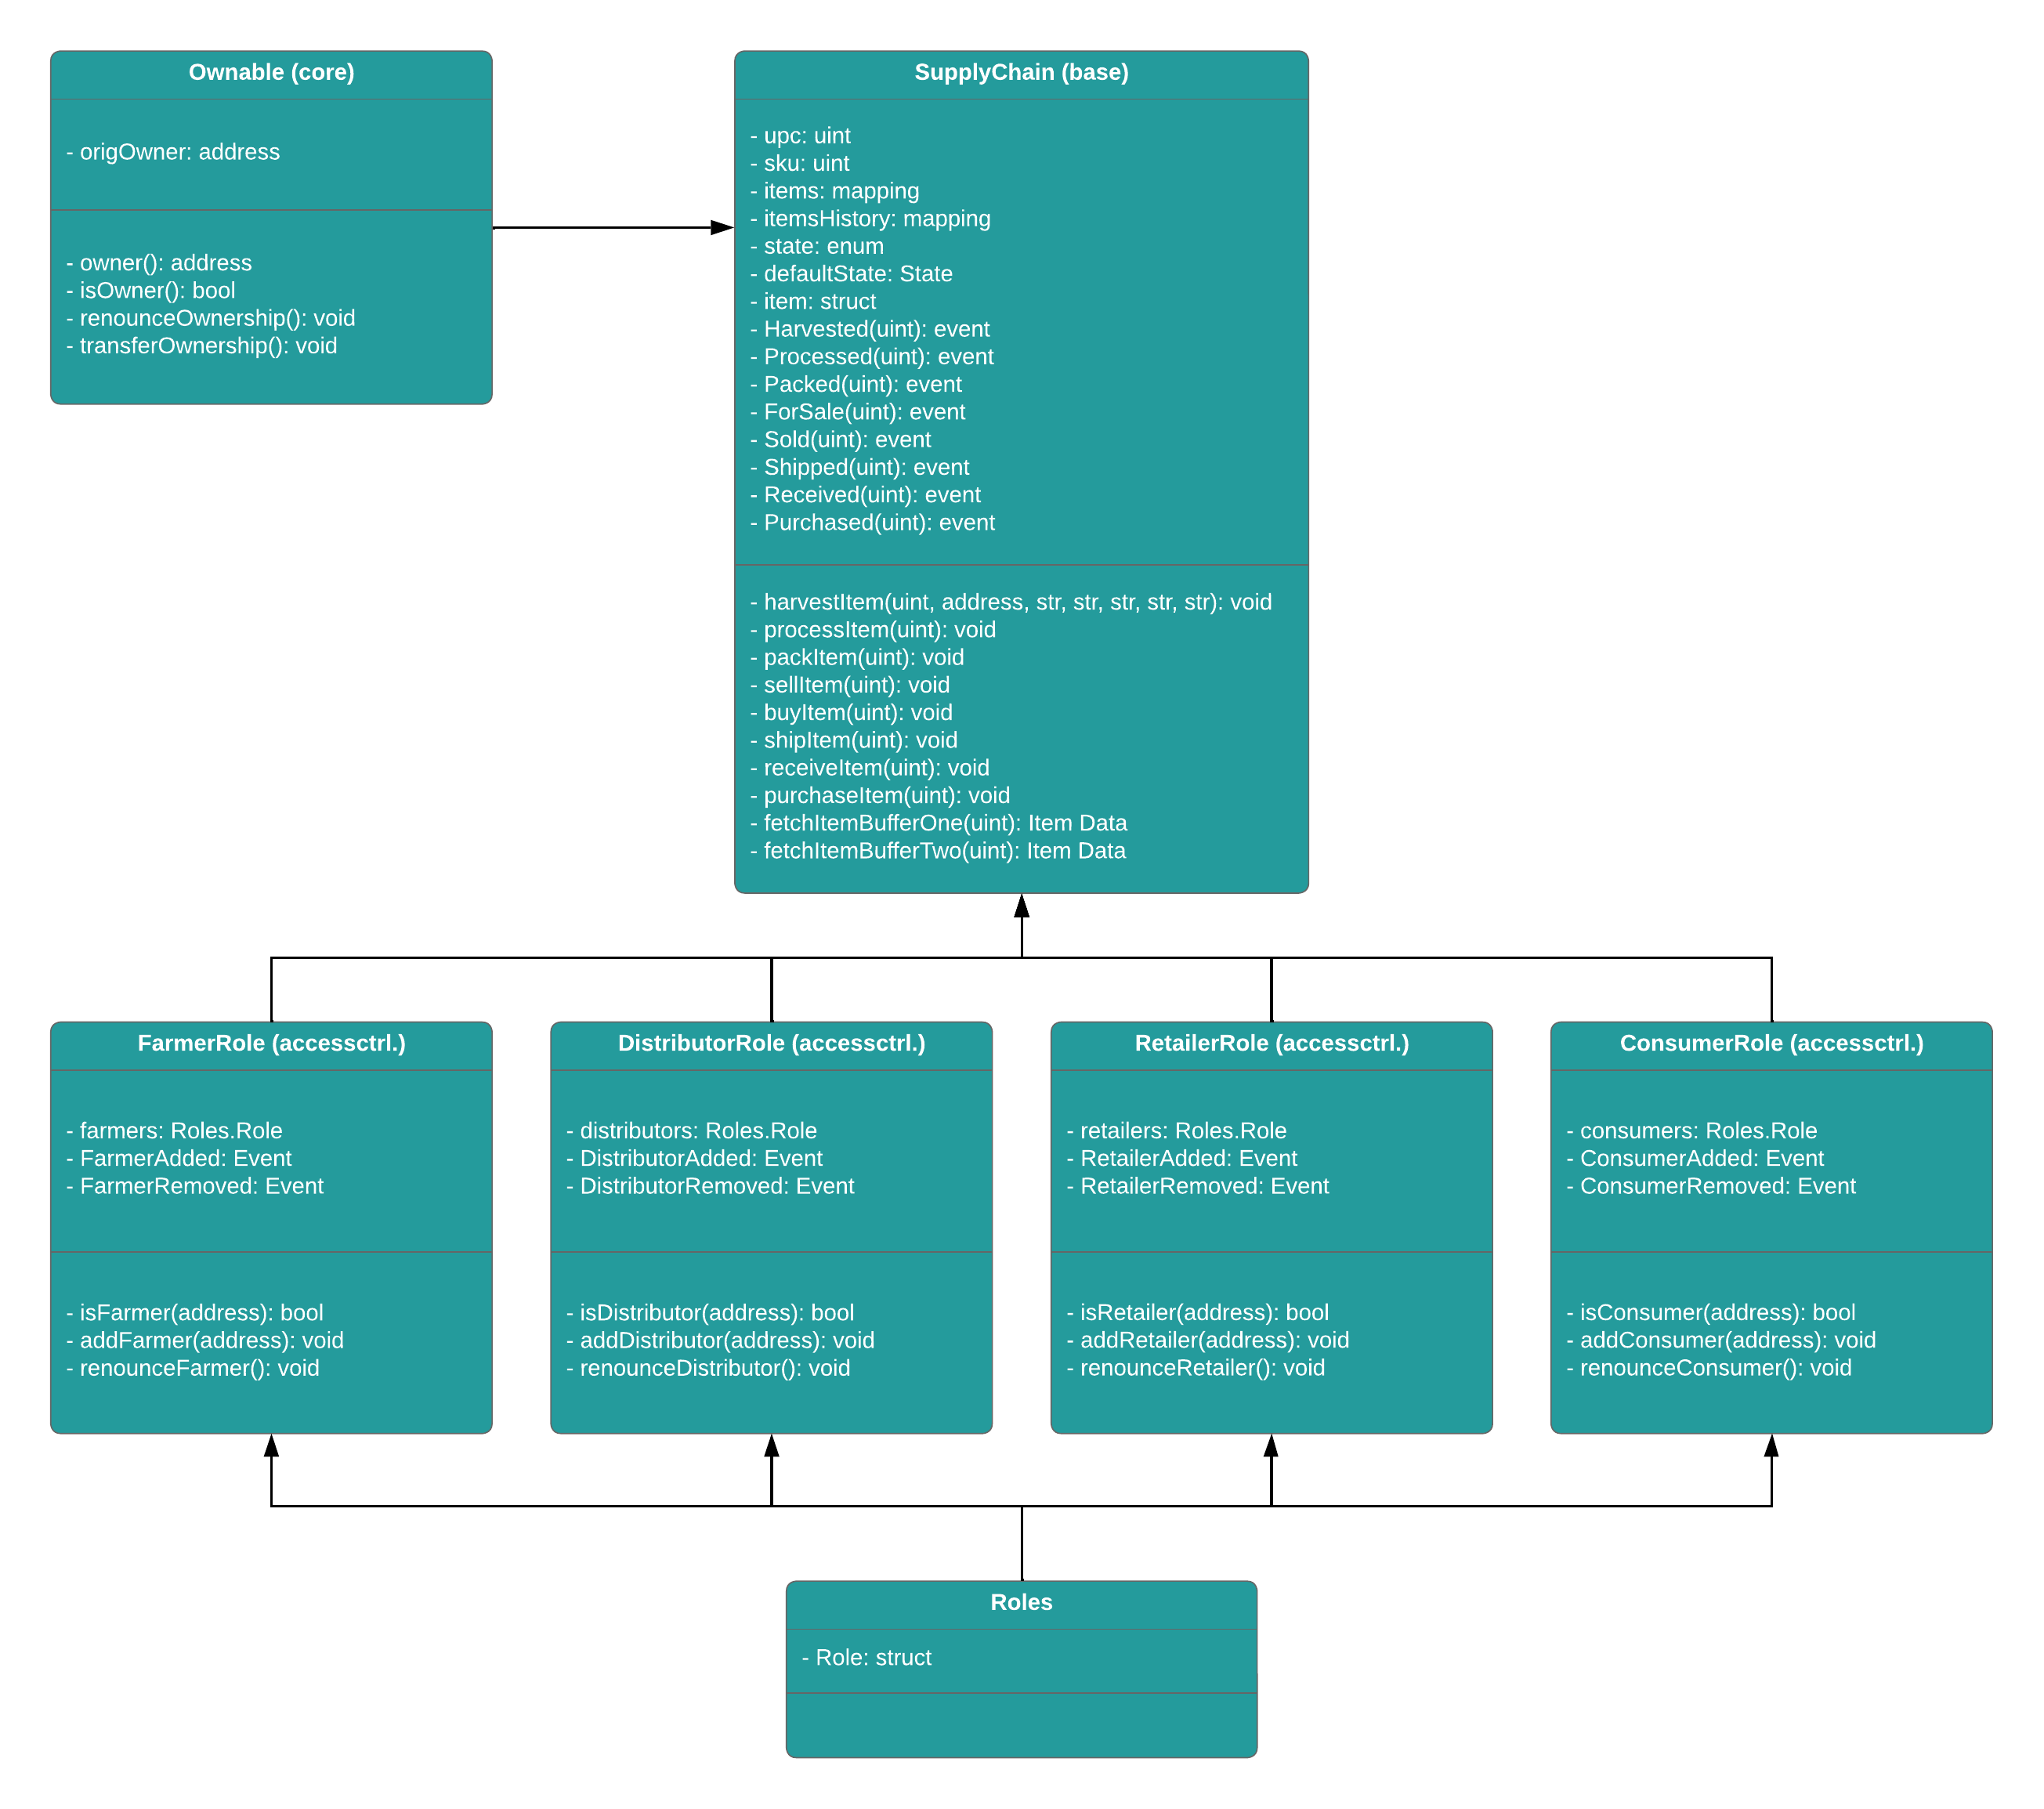 Ownable (core)
- origOwner: address
- owner(): address
- isOwner(): bool
- renounceOwnership(): void
- transferOwnership(): void
SupplyChain (base)
- upc: uint
- sku: uint
- items: mapping
- itemsHistory: mapping
- state: enum
- defaultState: State
- item: struct
- Harvested(uint): event
- Processed(uint): event
- Packed(uint): event
- ForSale(uint): event
- Sold(uint): event
- Shipped(uint): event
- Received(uint): event
- Purchased(uint): event
- harvestItem(uint, address, str, str, str, str, str): void
- processItem(uint): void
- packItem(uint): void
- sellItem(uint): void
- buyItem(uint): void
- shipItem(uint): void
- receiveItem(uint): void
- purchaseItem(uint): void
- fetchItemBufferOne(uint): Item Data
- fetchItemBufferTwo(uint): Item Data
FarmerRole (accessctrl.)
- farmers: Roles.Role
- FarmerAdded: Event
- FarmerRemoved: Event
- isFarmer(address): bool
- addFarmer(address): void
- renounceFarmer(): void
DistributorRole (accessctrl.)
- distributors: Roles.Role
- DistributorAdded: Event
- DistributorRemoved: Event
- isDistributor(address): bool
- addDistributor(address): void
- renounceDistributor(): void
RetailerRole (accessctrl.)
- retailers: Roles.Role
- RetailerAdded: Event
- RetailerRemoved: Event
- isRetailer(address): bool
- addRetailer(address): void
- renounceRetailer(): void
ConsumerRole (accessctrl.)
- consumers: Roles.Role
- ConsumerAdded: Event
- ConsumerRemoved: Event
- isConsumer(address): bool
- addConsumer(address): void
- renounceConsumer(): void
Roles
- Role: struct